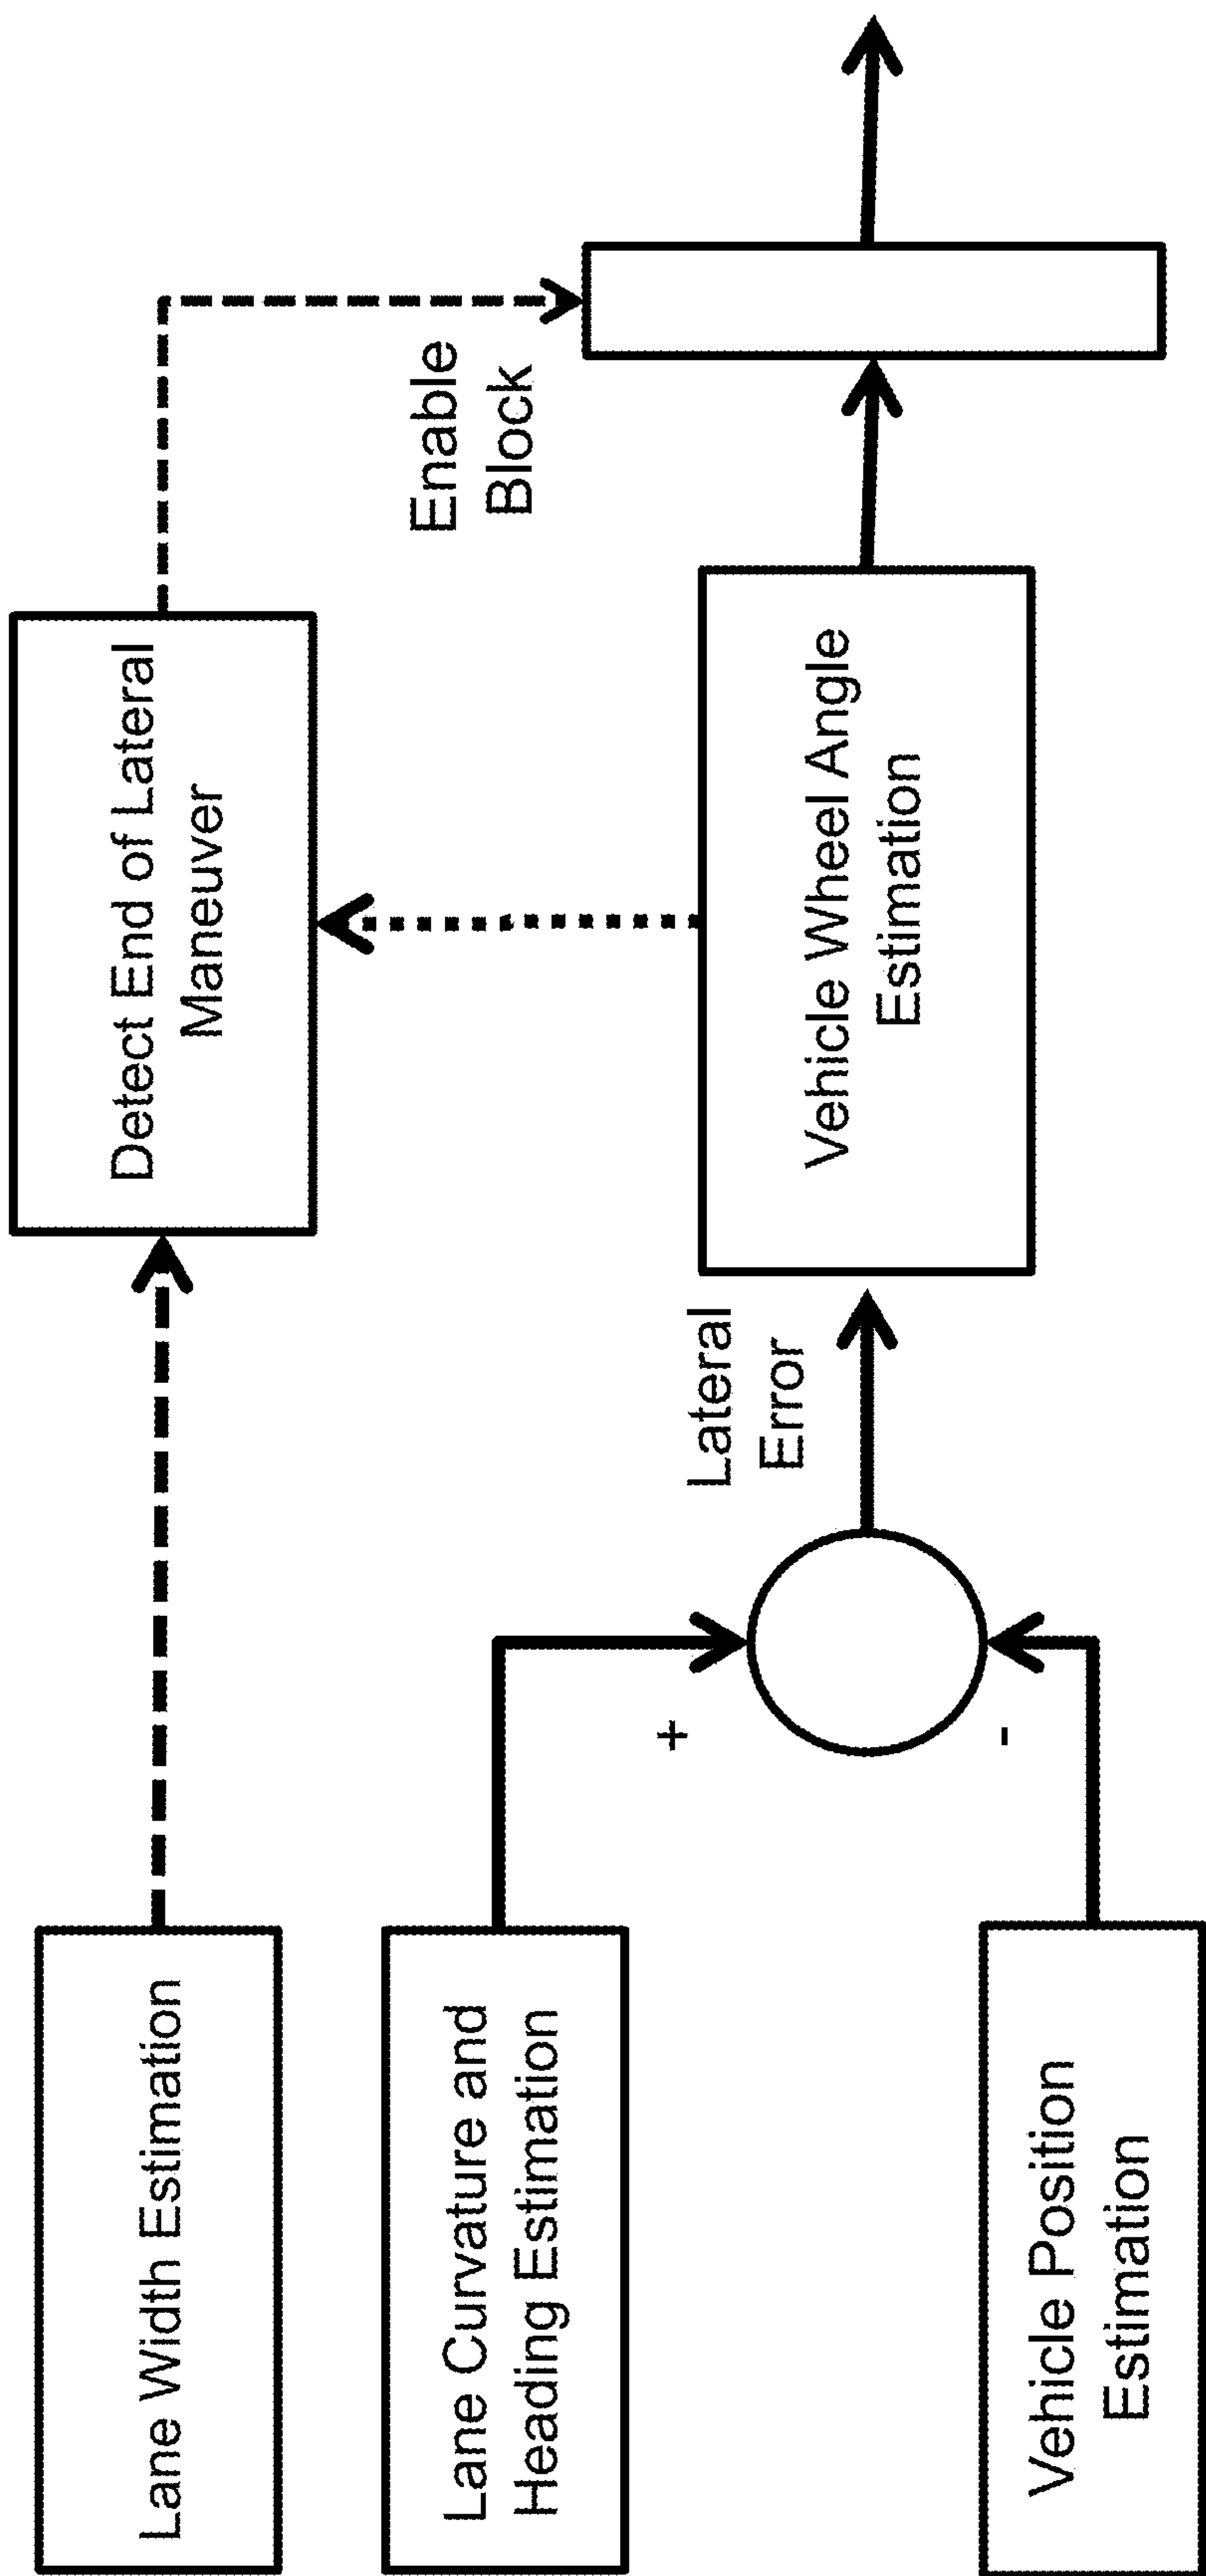 Lane Width Estimation
Detect End of Lateral
Maneuver
Enable
Block
Lane Curvature and
Heading Estimation
+
-
Lateral
Error
Vehicle Wheel Angle
Estimation
Vehicle Position
Estimation